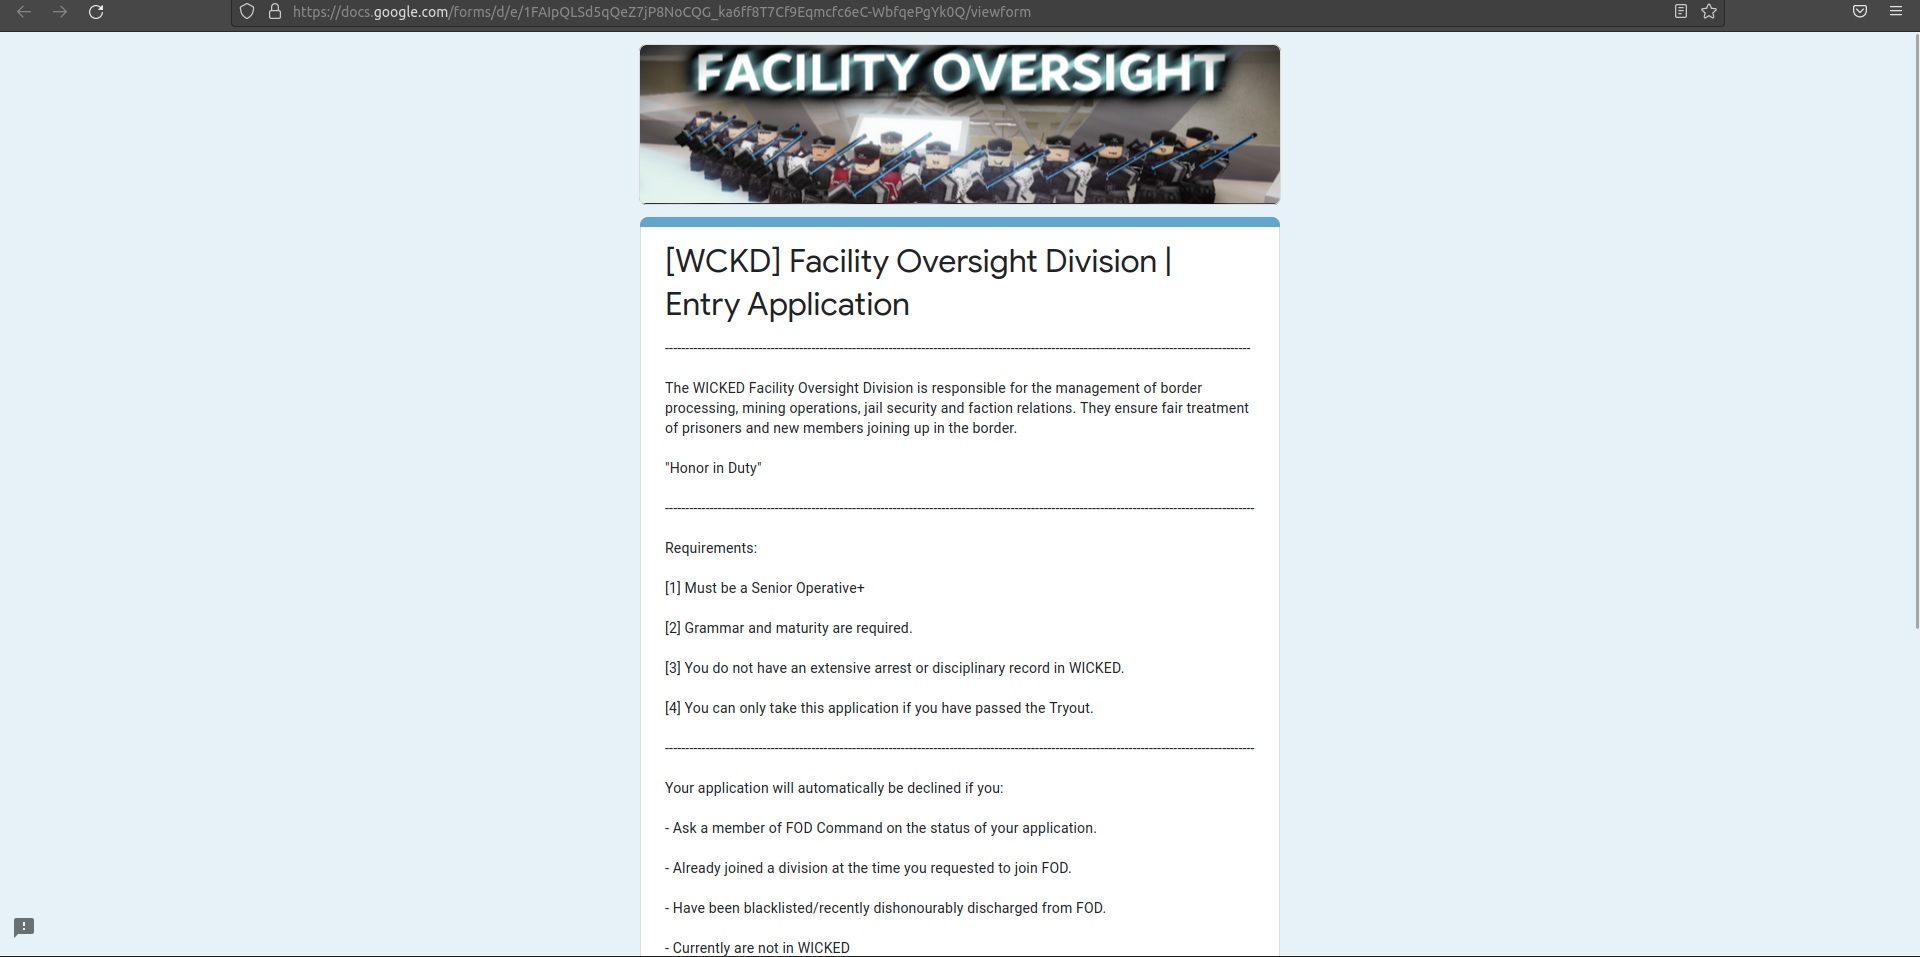 https://docs.google.com/forms/d/e/1FAIpQLSd5qQeZ7jP8NoCQG_ka6ff8T7Cf9Eqmcfc6eC-WbfqePgYk0Q/viewform
FACILITY OVERSIGHT
[WCKD] Facility Oversight Division |
Entry Application
The WICKED Facility Oversight Division is responsible for the management of border
processing, mining operations, jail security and faction relations. They ensure fair treatment
of prisoners and new members joining up in the border.
"Honor in Duty"
Requirements:
[1] Must be a Senior Operative+
[2] Grammar and maturity are required.
[3] You do not have an extensive arrest or disciplinary record in WICKED.
[4] You can only take this application if you have passed the Tryout.
Your application will automatically be declined if you:
- Ask a member of FOD Command on the status of your application.
- Already joined a division at the time you requested to join FOD.
- Have been blacklisted/recently dishonourably discharged from FOD.
- Currently are not in WICKED